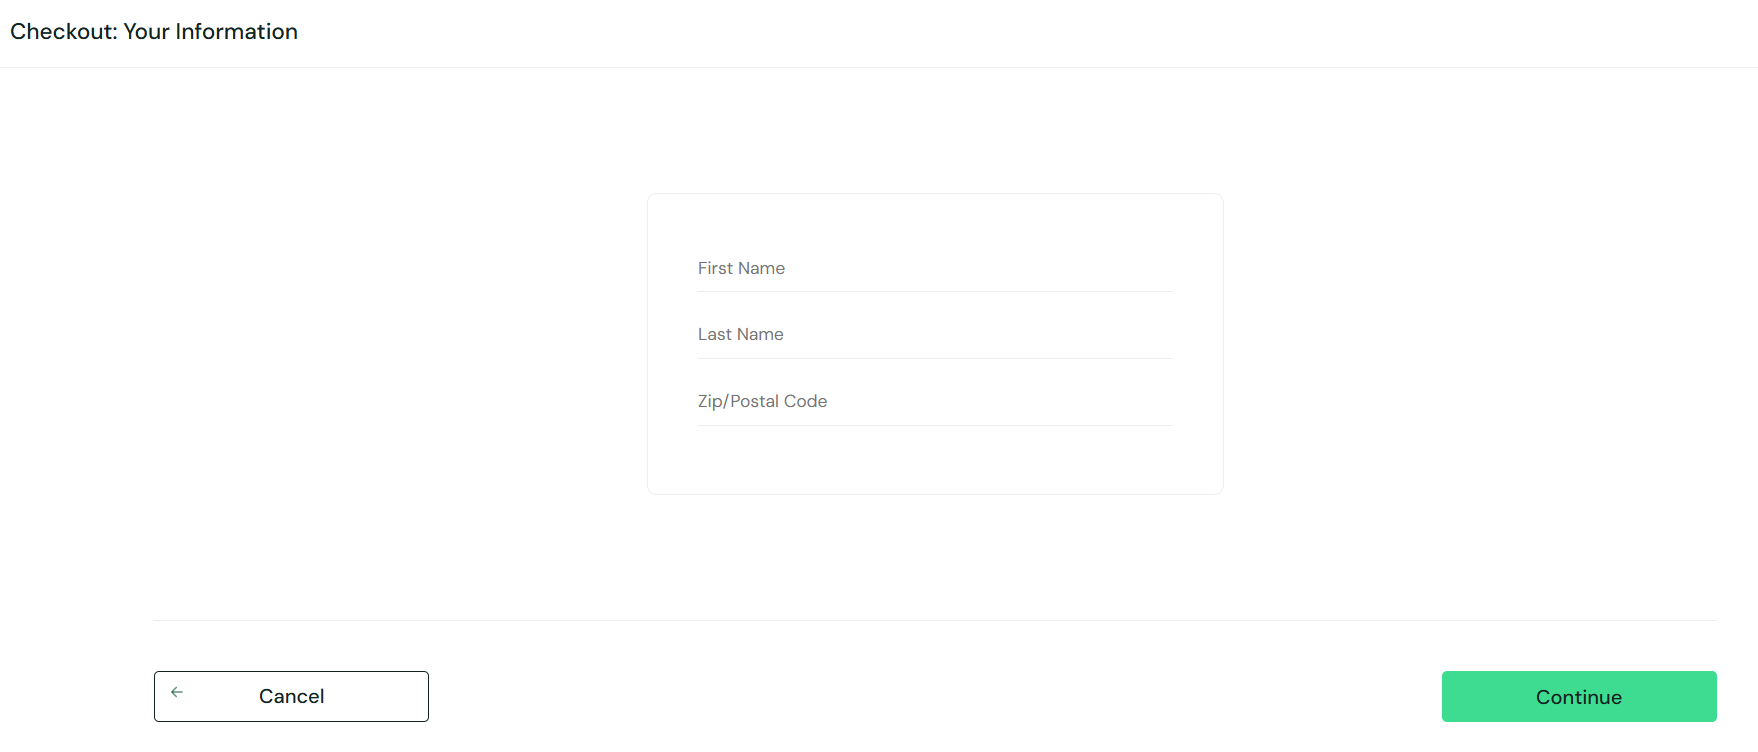 Checkout: Your Information
First Name
Last Name
Zip/Postal Code
Cancel
Continue